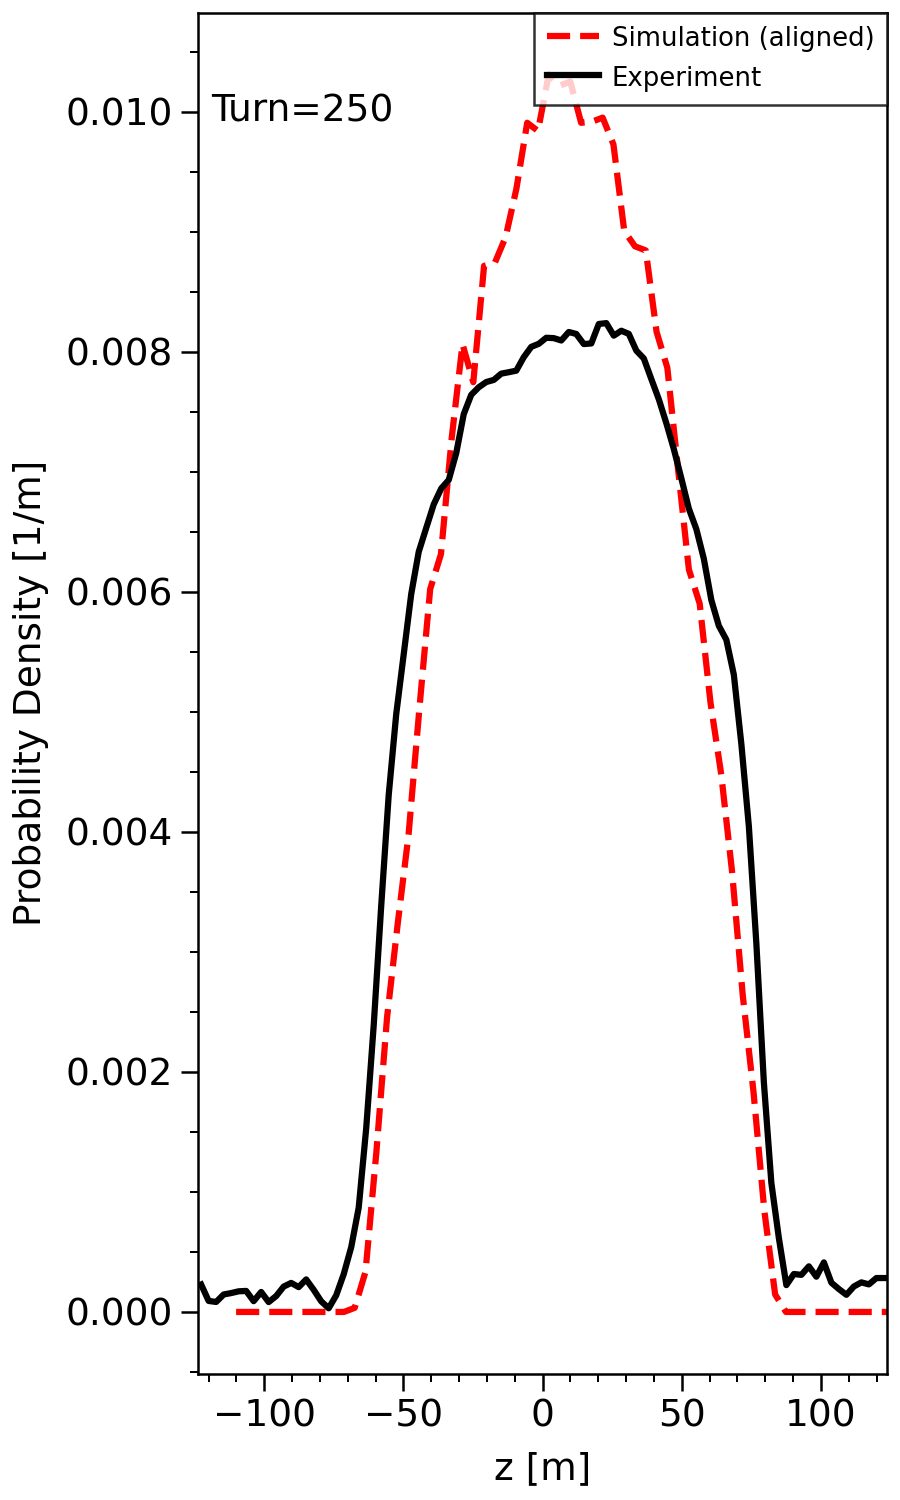 Simulation (aligned)
Experiment
Turn=250
0.010
0.008
0.006
0.004
0.002
0.000
Probability Density [1/m]
−100 −50 0 50 100
z [m]